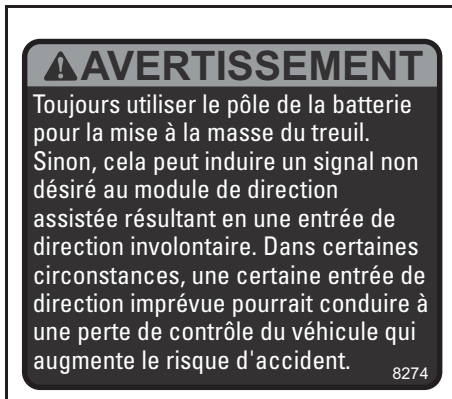 AVERTISSEMENT
Toujours utiliser le pôle de la batterie
pour la mise à la masse du treuil.
Sinon, cela peut induire un signal non
désiré au module de direction
assistée résultant en une entrée de
direction involontaire. Dans certaines
circonstances, une certaine entrée de
direction imprévue pourrait conduire à
une perte de contrôle du véhicule qui
augmente le risque d'accident.
8274